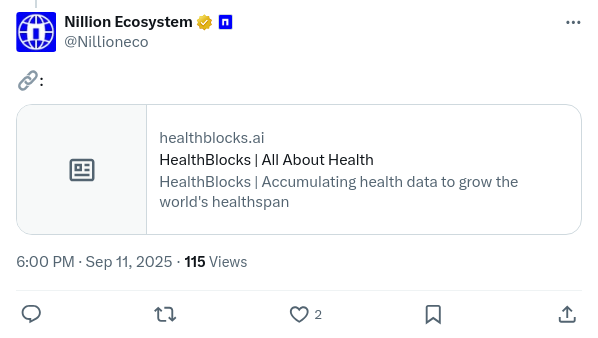 Nillion Ecosystem
@Nillioneco
🔗:
healthblocks.ai
HealthBlocks | All About Health
HealthBlocks | Accumulating health data to grow the
world's healthspan
6:00 PM · Sep 11, 2025 · 115 Views
2